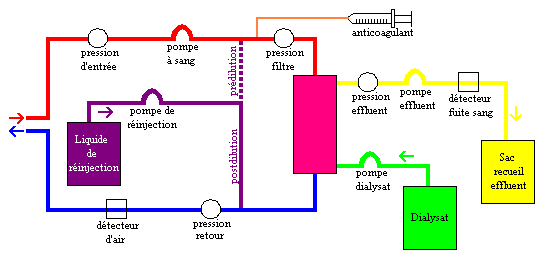 anticoagulant
pression
d'entrée
pompe
à sang
prédilution
pression
filtre
pression
effluent
pompe
effluent
détecteur
fuite sang
pompe de
réinjection
Liquide
de
réinjection
postdilution
pompe
dialysat
Dialysat
Sac
recueil
effluent
détecteur
d'air
pression
retour